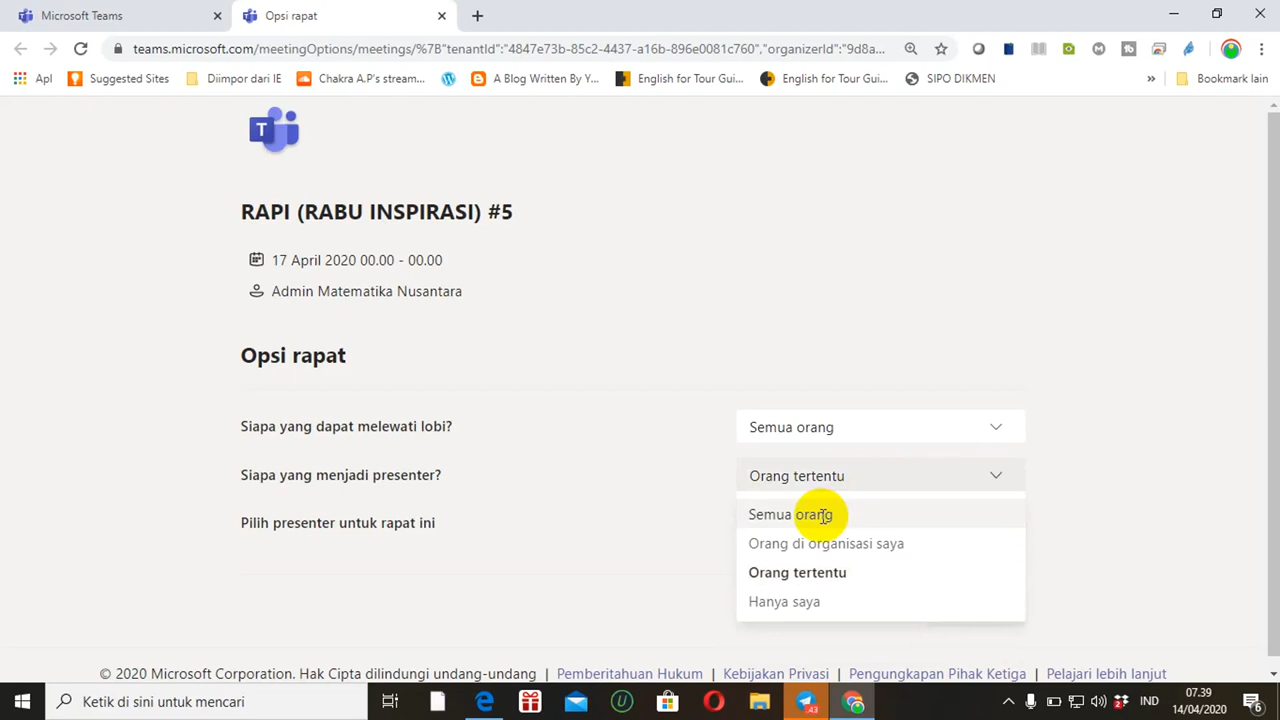 Microsoft Teams
Opsi rapat
teams.microsoft.com/meetingOptions/meetings/%7B"tenantId":"4847e73b-85c2-4437-a16b-896e0081c760","organizerId":"9d8a...
Apl
Suggested Sites
Diimpor dari IE
Chakra A.P's stream...
A Blog Written By Y...
English for Tour Gui...
English for Tour Gui...
SIPO DIKMEN
Bookmark lain
T
RAPI (RABU INSPIRASI) #5
17 April 2020 00.00 - 00.00
Admin Matematika Nusantara
Opsi rapat
Siapa yang dapat melewati lobi?
Semua orang
Siapa yang menjadi presenter?
Orang tertentu
Pilih presenter untuk rapat ini
Semua orang
Orang di organisasi saya
Orang tertentu
Hanya saya
© 2020 Microsoft Corporation. Hak Cipta dilindungi undang-undang | Pemberitahuan Hukum | Kebijakan Privasi | Pengungkapan Pihak Ketiga | Pelajari lebih lanjut
Ketik di sini untuk mencari
43
IND
07.39
14/04/2020
6